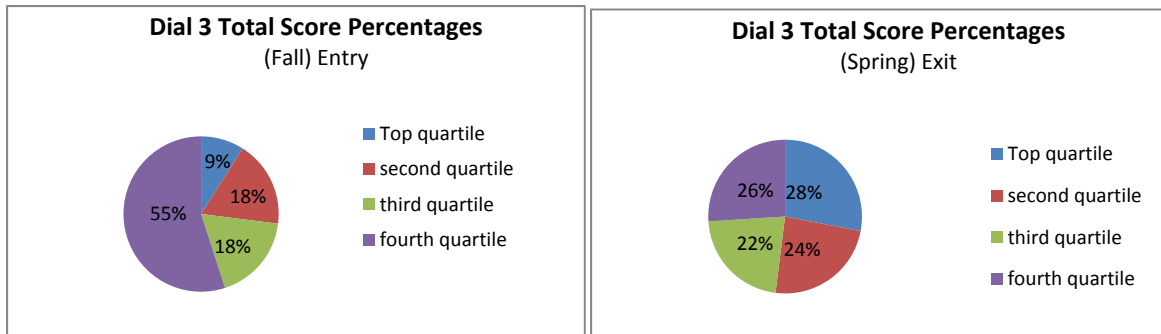 Dial 3 Total Score Percentages
(Fall) Entry
9%
18%
18%
55%
Top quartile
second quartile
third quartile
fourth quartile
Dial 3 Total Score Percentages
(Spring) Exit
28%
24%
22%
26%
Top quartile
second quartile
third quartile
fourth quartile